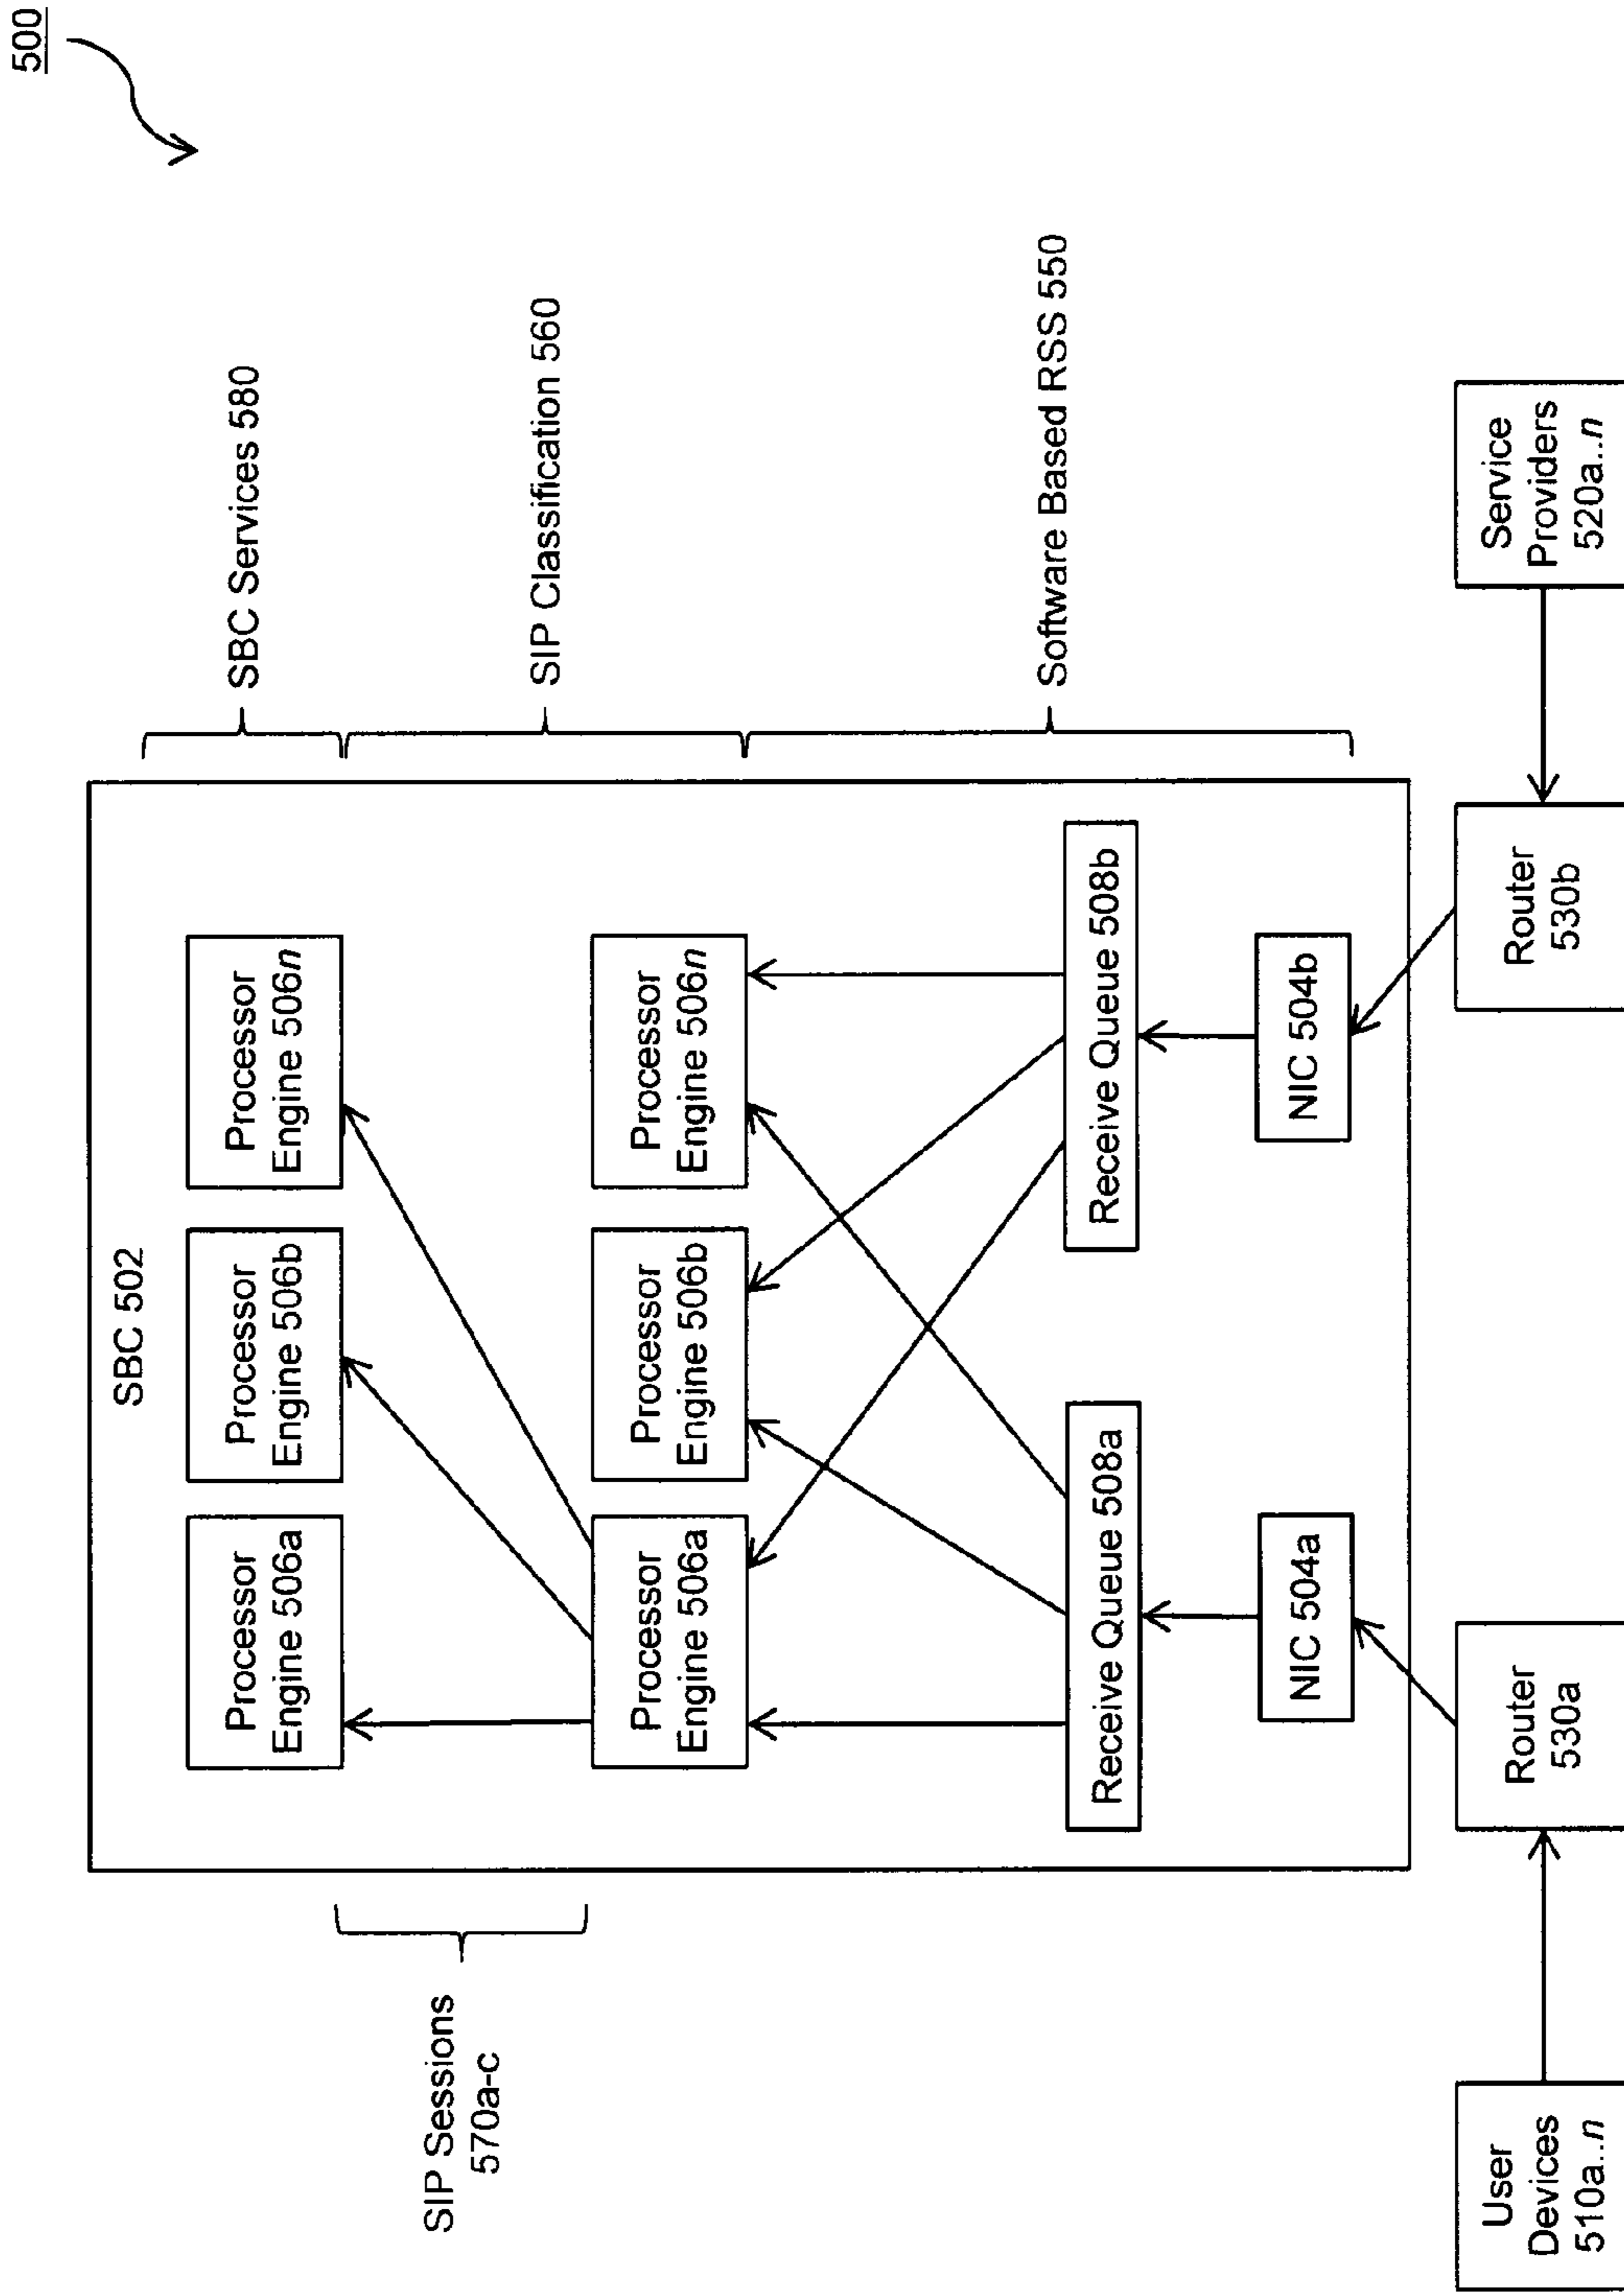 500
SBC 502
Processor
Engine 506a
Processor
Engine 506b
Processor
Engine 506n
SBC Services 580
SIP Sessions
570a-c
Processor
Engine 506a
Processor
Engine 506b
Processor
Engine 506n
SIP Classification 560
Receive Queue 508a
Receive Queue 508b
Software Based RSS 550
NIC 504a
NIC 504b
User
Devices
510a..n
Router
530a
Router
530b
Service
Providers
520a..n